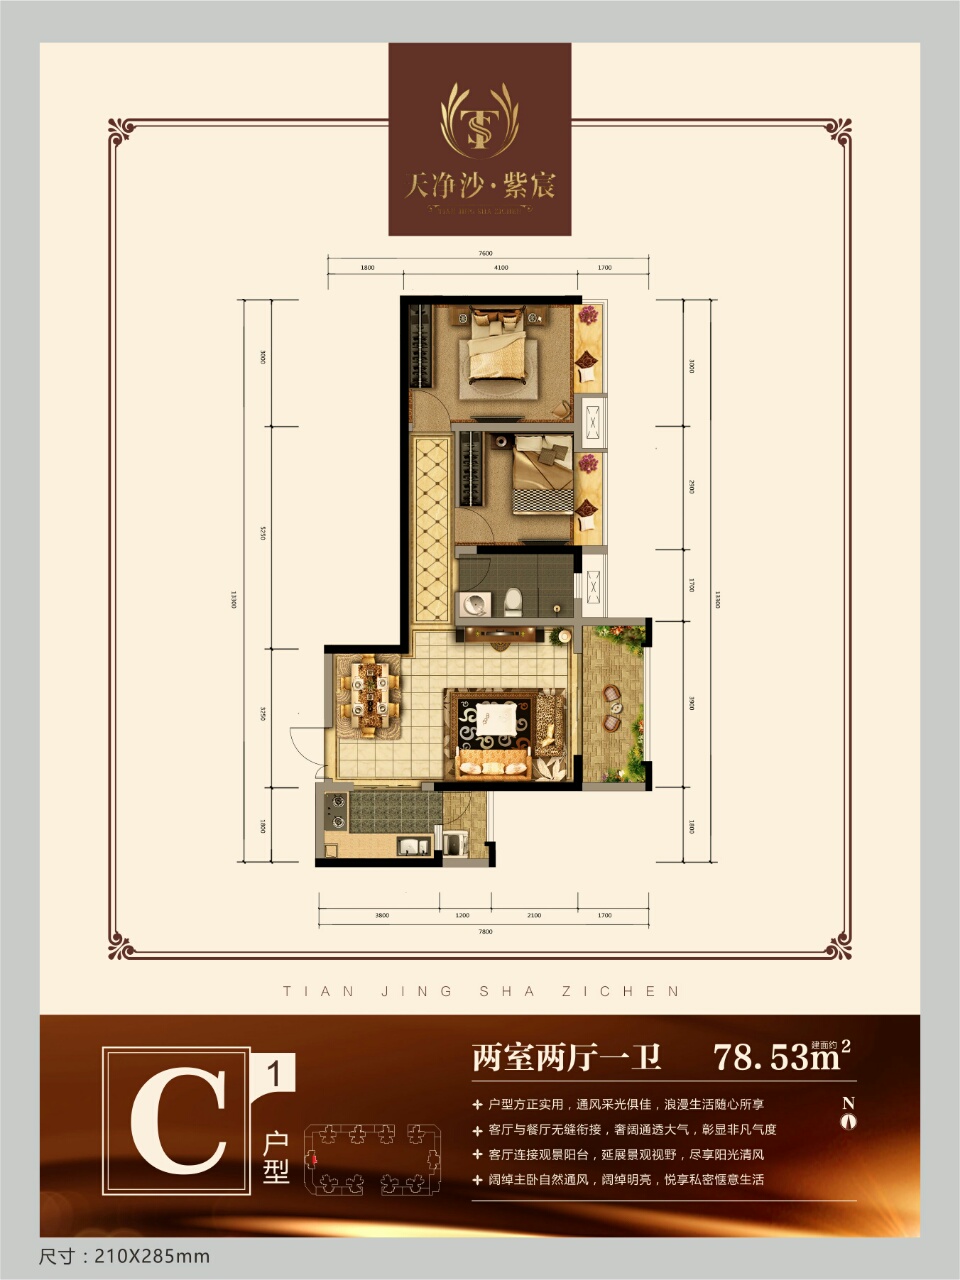 天净沙·紫宸
TIAN JING SHA ZICHEN
7600
1800 4100 1700
3000
5250
3750
1800
13300
3000
2900
1700
3900
1800
13300
3800 1200 2100 1700
7800
TIAN JING SHA ZICHEN
C
1
户型
两室两厅一卫 78.53m²
建面约
户型方正实用，通风采光俱佳，浪漫生活随心所享
客厅与餐厅无缝衔接，奢阔通透大气，彰显非凡气度
客厅连接观景阳台，延展景观视野，尽享阳光清风
阔绰主卧自然通风，阔绰明亮，悦享私密惬意生活
N
尺寸：210X285mm